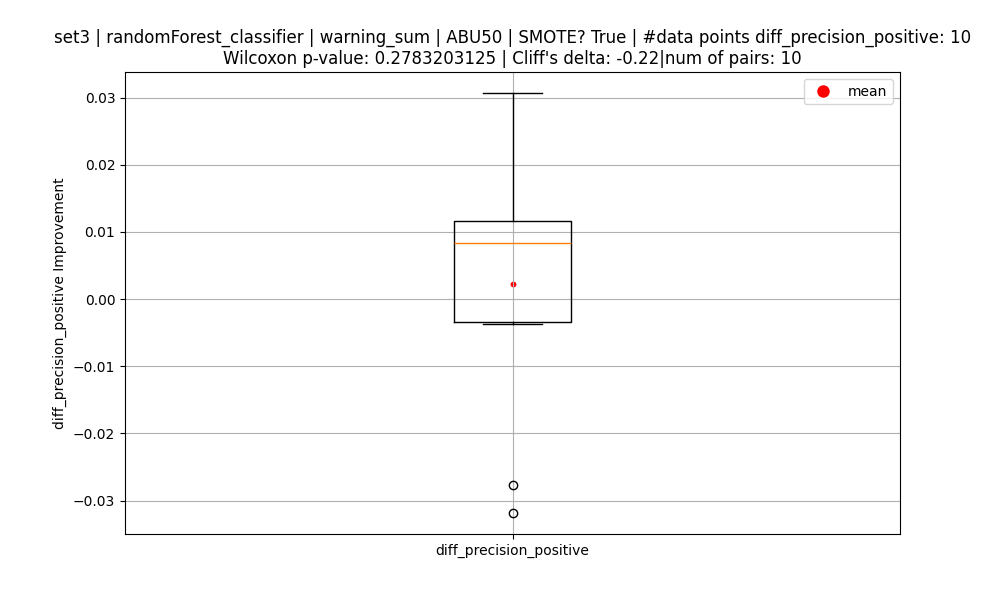 set3 | randomForest_classifier | warning_sum | ABU50 | SMOTE? True | #data points diff_precision_positive: 10
Wilcoxon p-value: 0.2783203125 | Cliff's delta: -0.22|num of pairs: 10
mean
0.03
0.02
0.01
0.00
−0.01
−0.02
−0.03
diff_precision_positive Improvement
diff_precision_positive